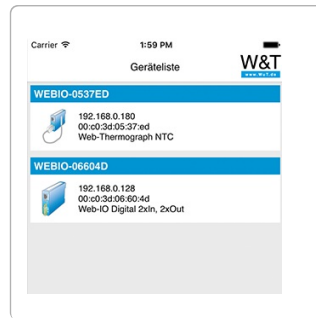 Carrier 1:59 PM
Geräteliste
W&T
www.WuT.de
WEBIO-0537ED
192.168.0.180
00:c0:3d:05:37:ed
Web-Thermograph NTC
WEBIO-06604D
192.168.0.128
00:c0:3d:06:60:4d
Web-IO Digital 2xIn, 2xOut